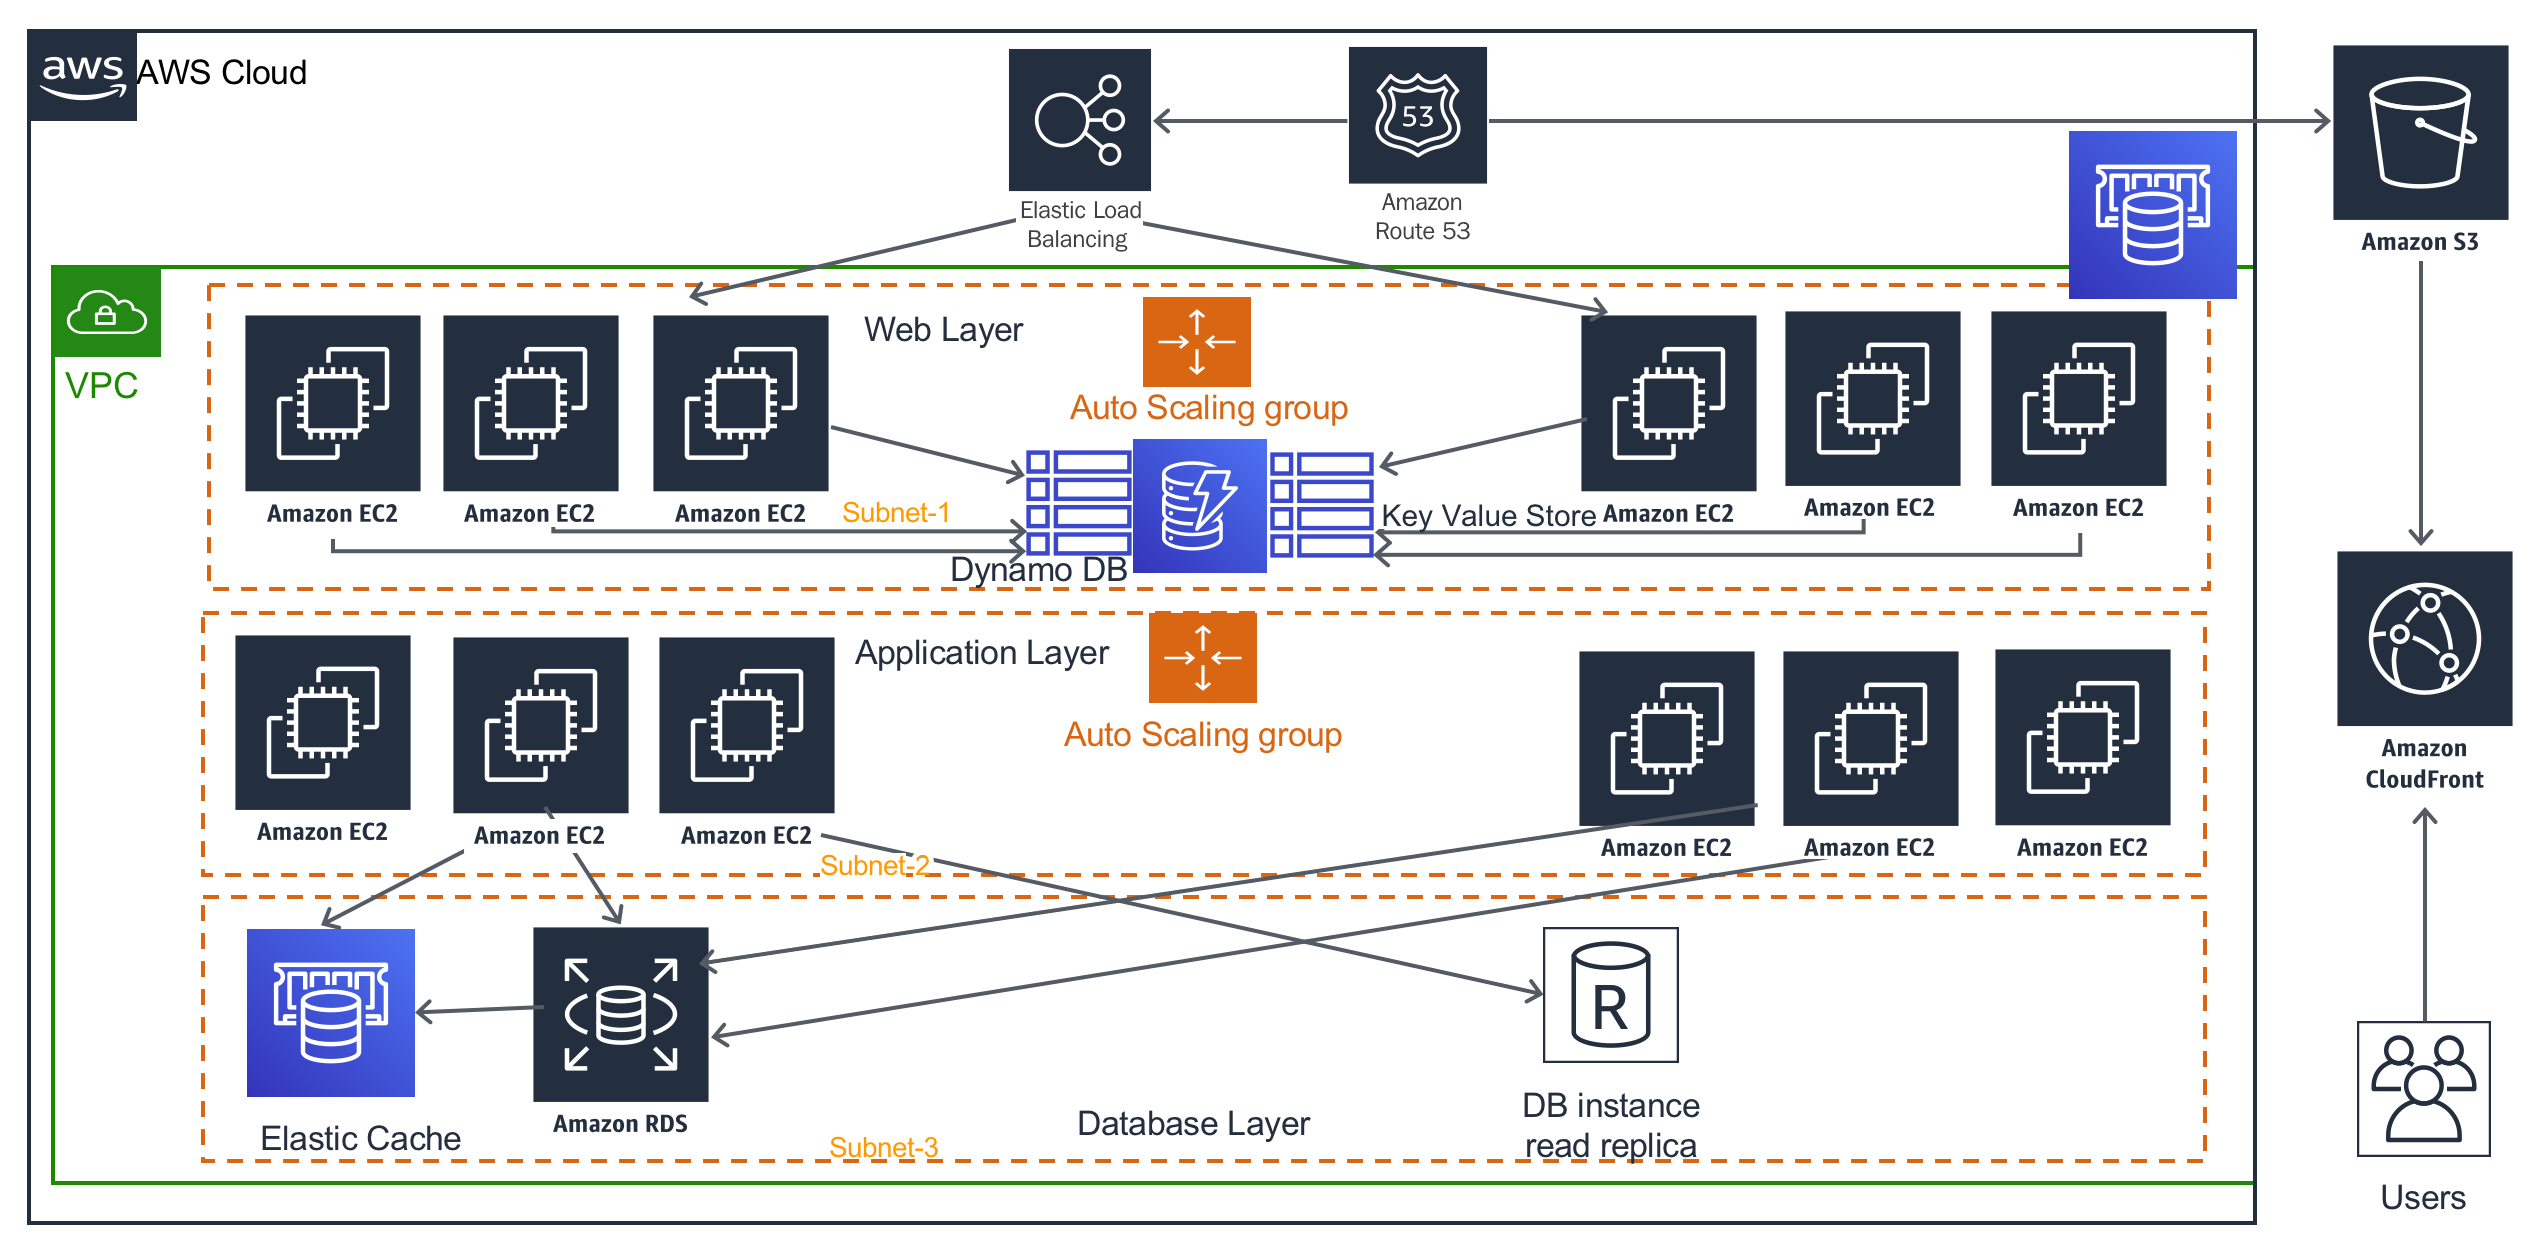 aws
AWS Cloud
53
Elastic Load
Balancing
Amazon
Route 53
Amazon S3
VPC
Web Layer
Auto Scaling group
Amazon EC2
Amazon EC2
Amazon EC2
Subnet-1
Key Value Store
Amazon EC2
Amazon EC2
Amazon EC2
Dynamo DB
Application Layer
Auto Scaling group
Amazon EC2
Amazon EC2
Amazon EC2
Subnet-2
Amazon EC2
Amazon EC2
Amazon EC2
Amazon
CloudFront
R
Elastic Cache
Amazon RDS
Subnet-3
Database Layer
DB instance
read replica
Users